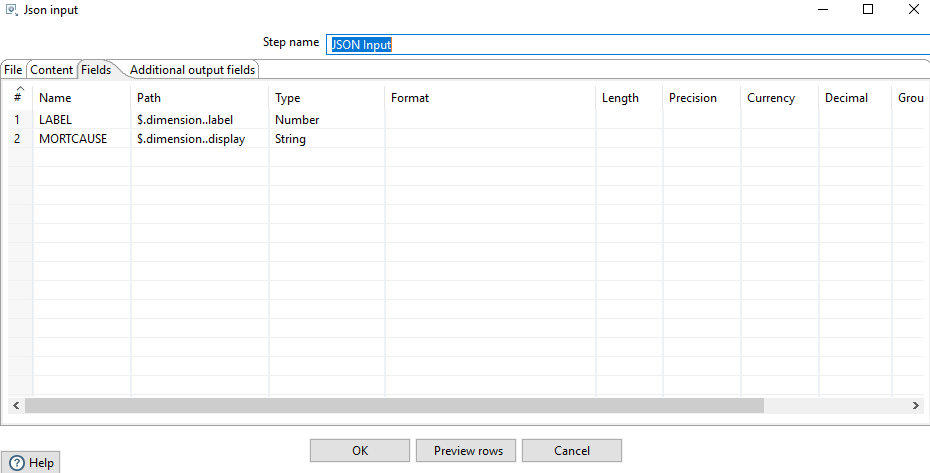 Json input
Step name JSON Input
File Content Fields Additional output fields
# Name Path Type Format Length Precision Currency Decimal Grou
1 LABEL $.dimension..label Number
2 MORTCAUSE $.dimension..display String
OK Preview rows Cancel
Help